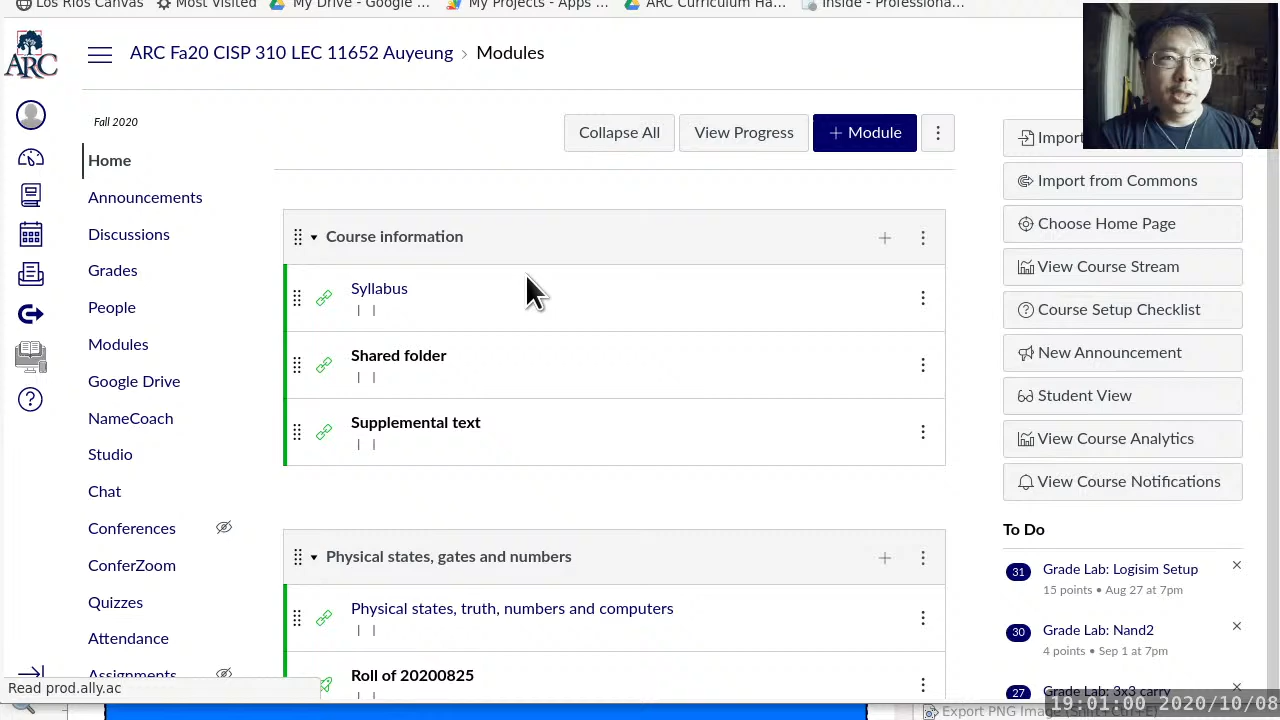 Los Rios Canvas
Most Visited
My Drive - Google ...
My Projects - Apps ...
ARC Curriculum Ha...
Inside - Professiona...
ARC
ARC Fa20 CISP 310 LEC 11652 Auyeung › Modules
Fall 2020
Home
Announcements
Discussions
Grades
People
Modules
Google Drive
NameCoach
Studio
Chat
Conferences
ConferZoom
Quizzes
Attendance
Assignments
Read prod.ally.ac
Collapse All
View Progress
+ Module
Course information
Syllabus
| |
Shared folder
| |
Supplemental text
| |
Physical states, gates and numbers
Physical states, truth, numbers and computers
| |
Roll of 20200825
| |
Import
Import from Commons
Choose Home Page
View Course Stream
Course Setup Checklist
New Announcement
Student View
View Course Analytics
View Course Notifications
To Do
31 Grade Lab: Logisim Setup
15 points • Aug 27 at 7pm
30 Grade Lab: Nand2
4 points • Sep 1 at 7pm
27 Grade Lab: 3x3 carry
19:01:00 2020/10/08
Export PNG Image (Shift+Ctrl+E)